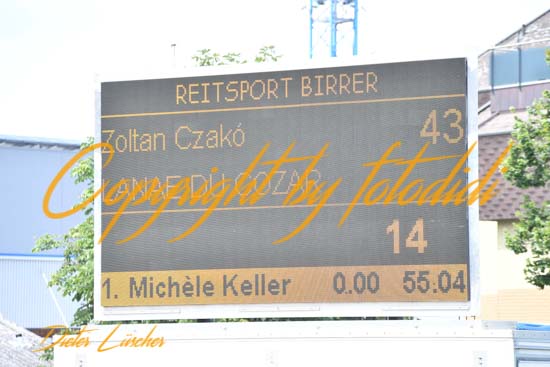 REITSPORT BIRRER
Zoltan Czakó 43
Copyright by fotodidi
14
1. Michèle Keller 0.00 55.04
Dieter Lüscher